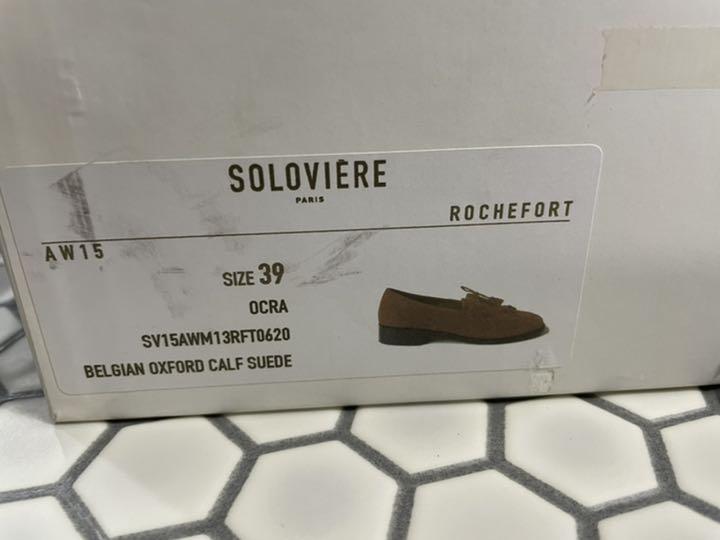 SOLOVIÈRE
PARIS
ROCHEFORT
AW15
SIZE 39
OCRA
SV15AWM13RFT0620
BELGIAN OXFORD CALF SUEDE